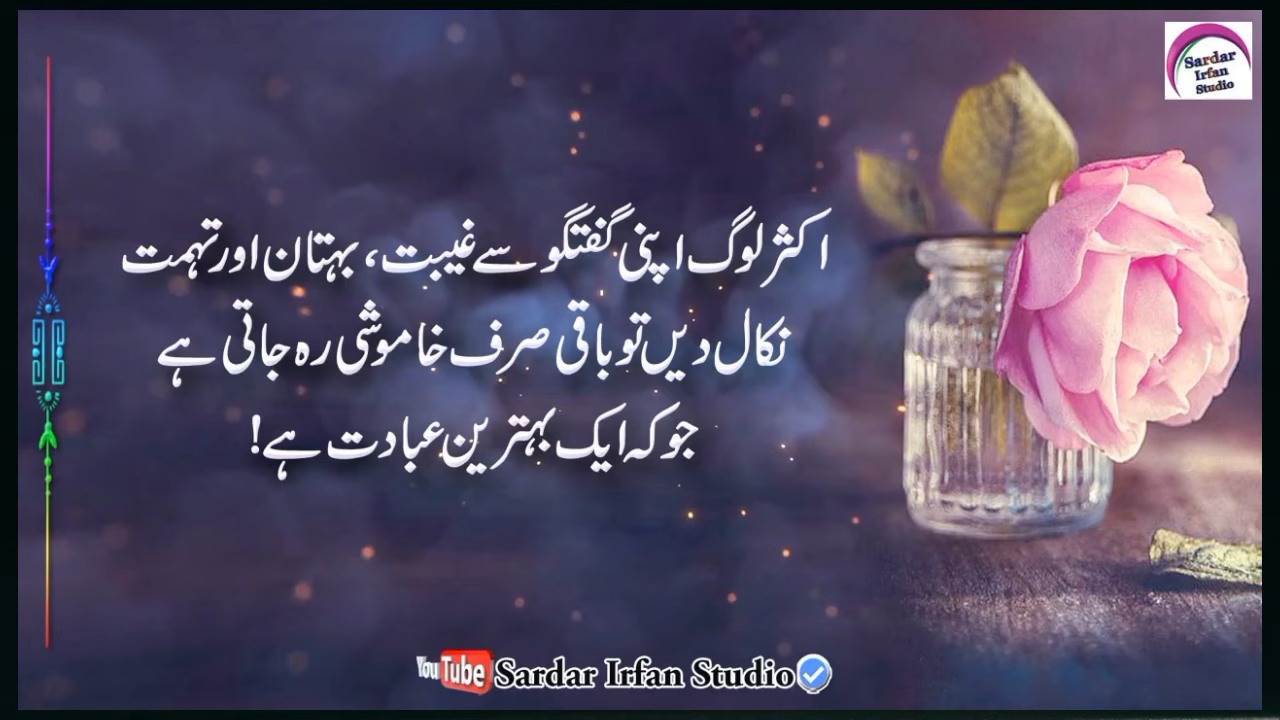 Sardar
Irfan
Studio
اکثر لوگ اپنی گفتگو سے غیبت، بہتان اور تہمت
نکال دیں تو باقی صرف خاموشی رہ جاتی ہے
جو کہ ایک بہترین عبادت ہے!
YouTube Sardar Irfan Studio